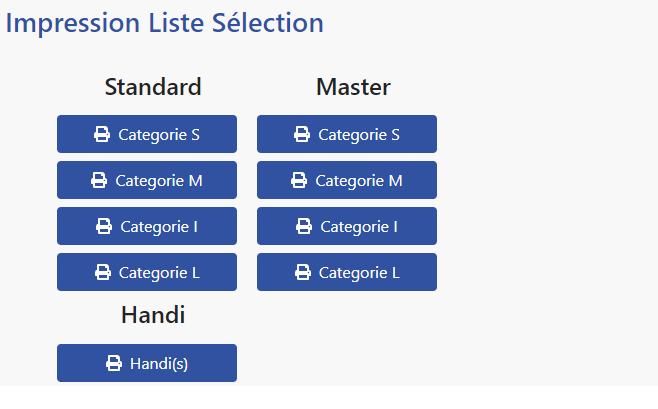 Impression Liste Sélection
Standard
Categorie S
Categorie M
Categorie I
Categorie L
Master
Categorie S
Categorie M
Categorie I
Categorie L
Handi
Handi(s)